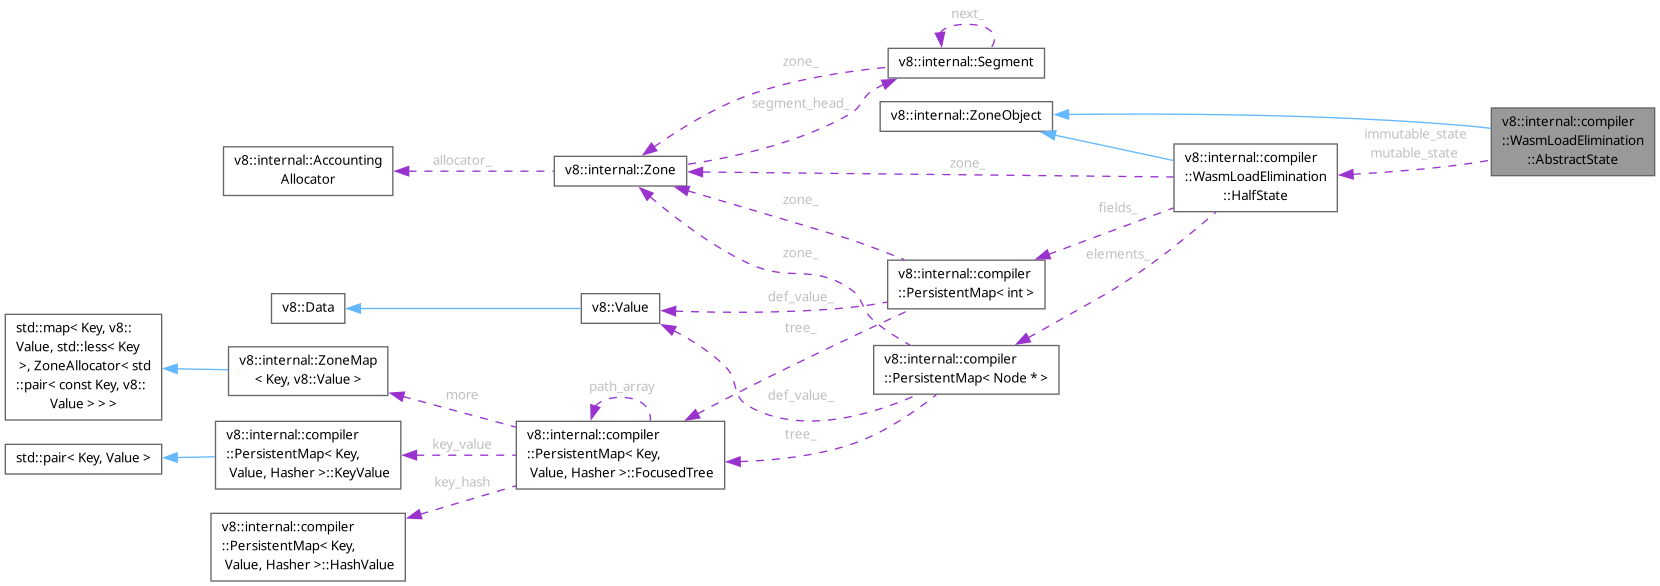 next_
v8::internal::Segment
zone_
segment_head_
v8::internal::ZoneObject
v8::internal::compiler
::WasmLoadElimination
::AbstractState
immutable_state
mutable_state
v8::internal::compiler
::WasmLoadElimination
::HalfState
v8::internal::Accounting
Allocator
allocator_
v8::internal::Zone
zone_
zone_
fields_
zone_
elements_
v8::internal::compiler
::PersistentMap< int >
v8::Data
v8::Value
def_value_
tree_
std::map< Key, v8::
Value, std::less< Key
>, ZoneAllocator< std
::pair< const Key, v8::
Value > > >
v8::internal::ZoneMap
< Key, v8::Value >
v8::internal::compiler
::PersistentMap< Node * >
more
path_array
def_value_
std::pair< Key, Value >
v8::internal::compiler
::PersistentMap< Key,
Value, Hasher >::KeyValue
key_value
v8::internal::compiler
::PersistentMap< Key,
Value, Hasher >::FocusedTree
tree_
key_hash
v8::internal::compiler
::PersistentMap< Key,
Value, Hasher >::HashValue